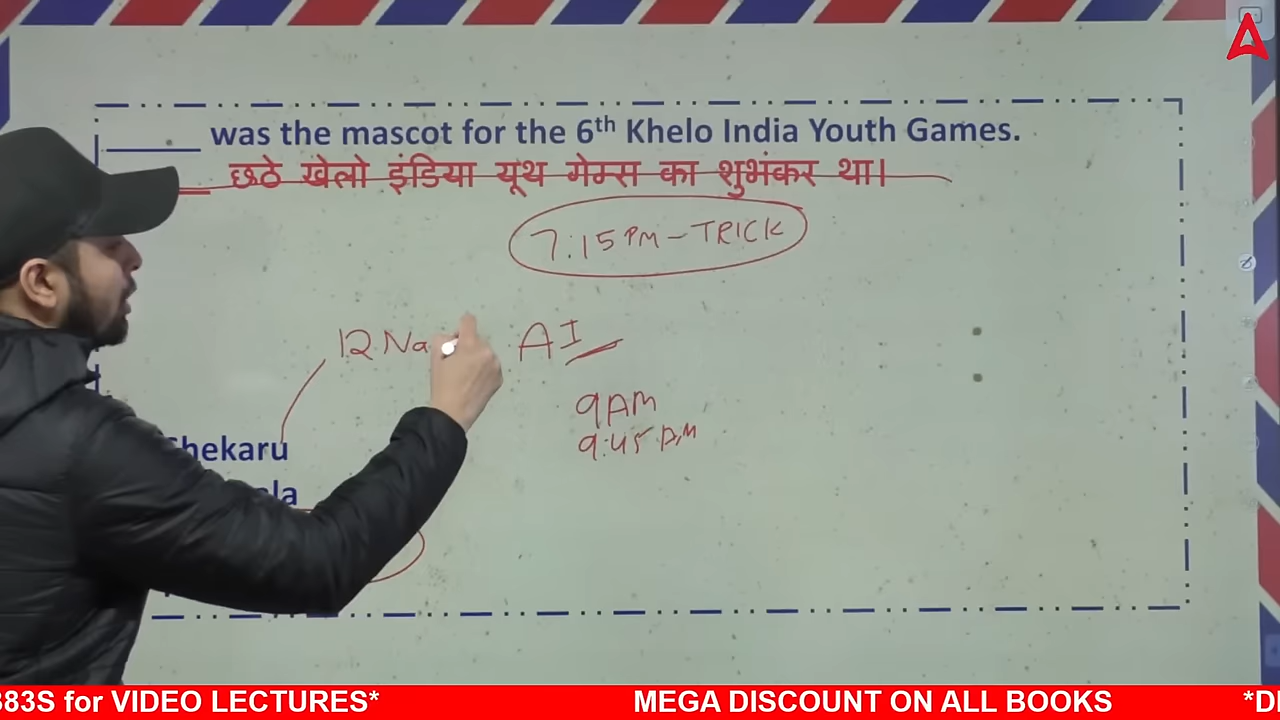 _____ was the mascot for the 6th Khelo India Youth Games.
छठे खेलो इंडिया यूथ गेम्स का शुभंकर था।
7:15 PM - TRICK
12 Na AI
9AM
9:45 P.M
Shekaru
la
383S for VIDEO LECTURES* MEGA DISCOUNT ON ALL BOOKS *D